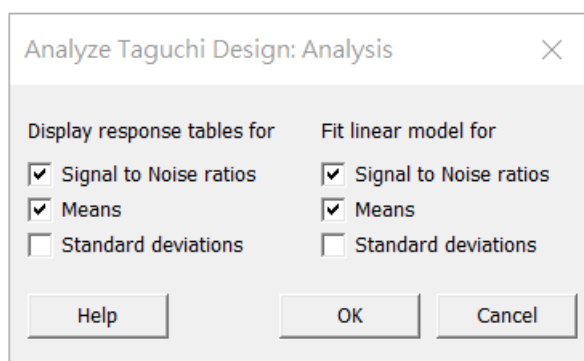 Analyze Taguchi Design: Analysis
Display response tables for
Signal to Noise ratios
Means
Standard deviations
Fit linear model for
Signal to Noise ratios
Means
Standard deviations
Help
OK
Cancel